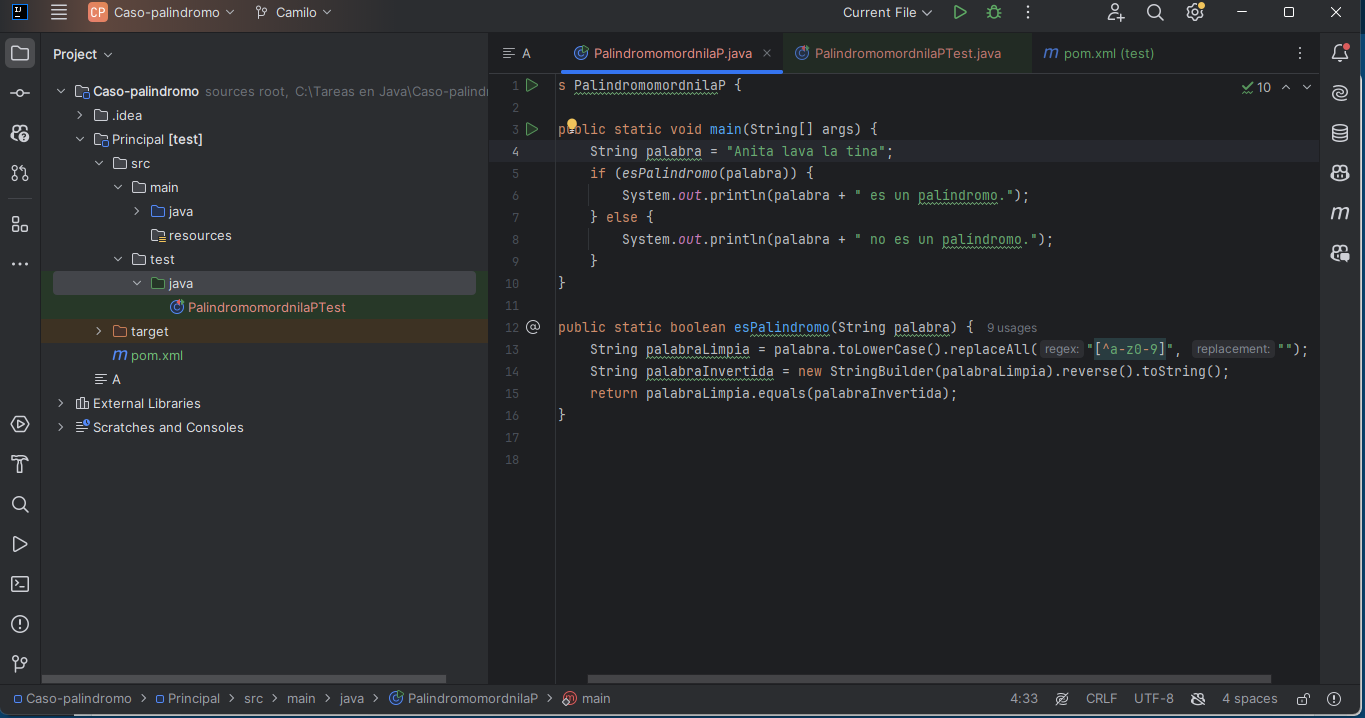 CP Caso-palindromo Camilo Current File
Project
Caso-palindromo sources root, C:\Tareas en Java\Caso-palind
.idea
Principal [test]
src
main
java
resources
test
java
PalindromomordnilaPTest
target
m pom.xml
A
External Libraries
Scratches and Consoles
A PalindromomordnilaP.java PalindromomordnilaPTest.java m pom.xml (test)
10
1 s PalindromomordnilaP {
2
3 public static void main(String[] args) {
4 String palabra = "Anita lava la tina";
5 if (esPalindromo(palabra)) {
6 System.out.println(palabra + " es un palíndromo.");
7 } else {
8 System.out.println(palabra + " no es un palíndromo.");
9 }
10 }
11
12 @ public static boolean esPalindromo(String palabra) { 9 usages
13 String palabraLimpia = palabra.toLowerCase().replaceAll( regex: "[^a-z0-9]", replacement: "");
14 String palabraInvertida = new StringBuilder(palabraLimpia).reverse().toString();
15 return palabraLimpia.equals(palabraInvertida);
16 }
17
18
m
Caso-palindromo > Principal > src > main > java > PalindromomordnilaP > m main 4:33 CRLF UTF-8 4 spaces